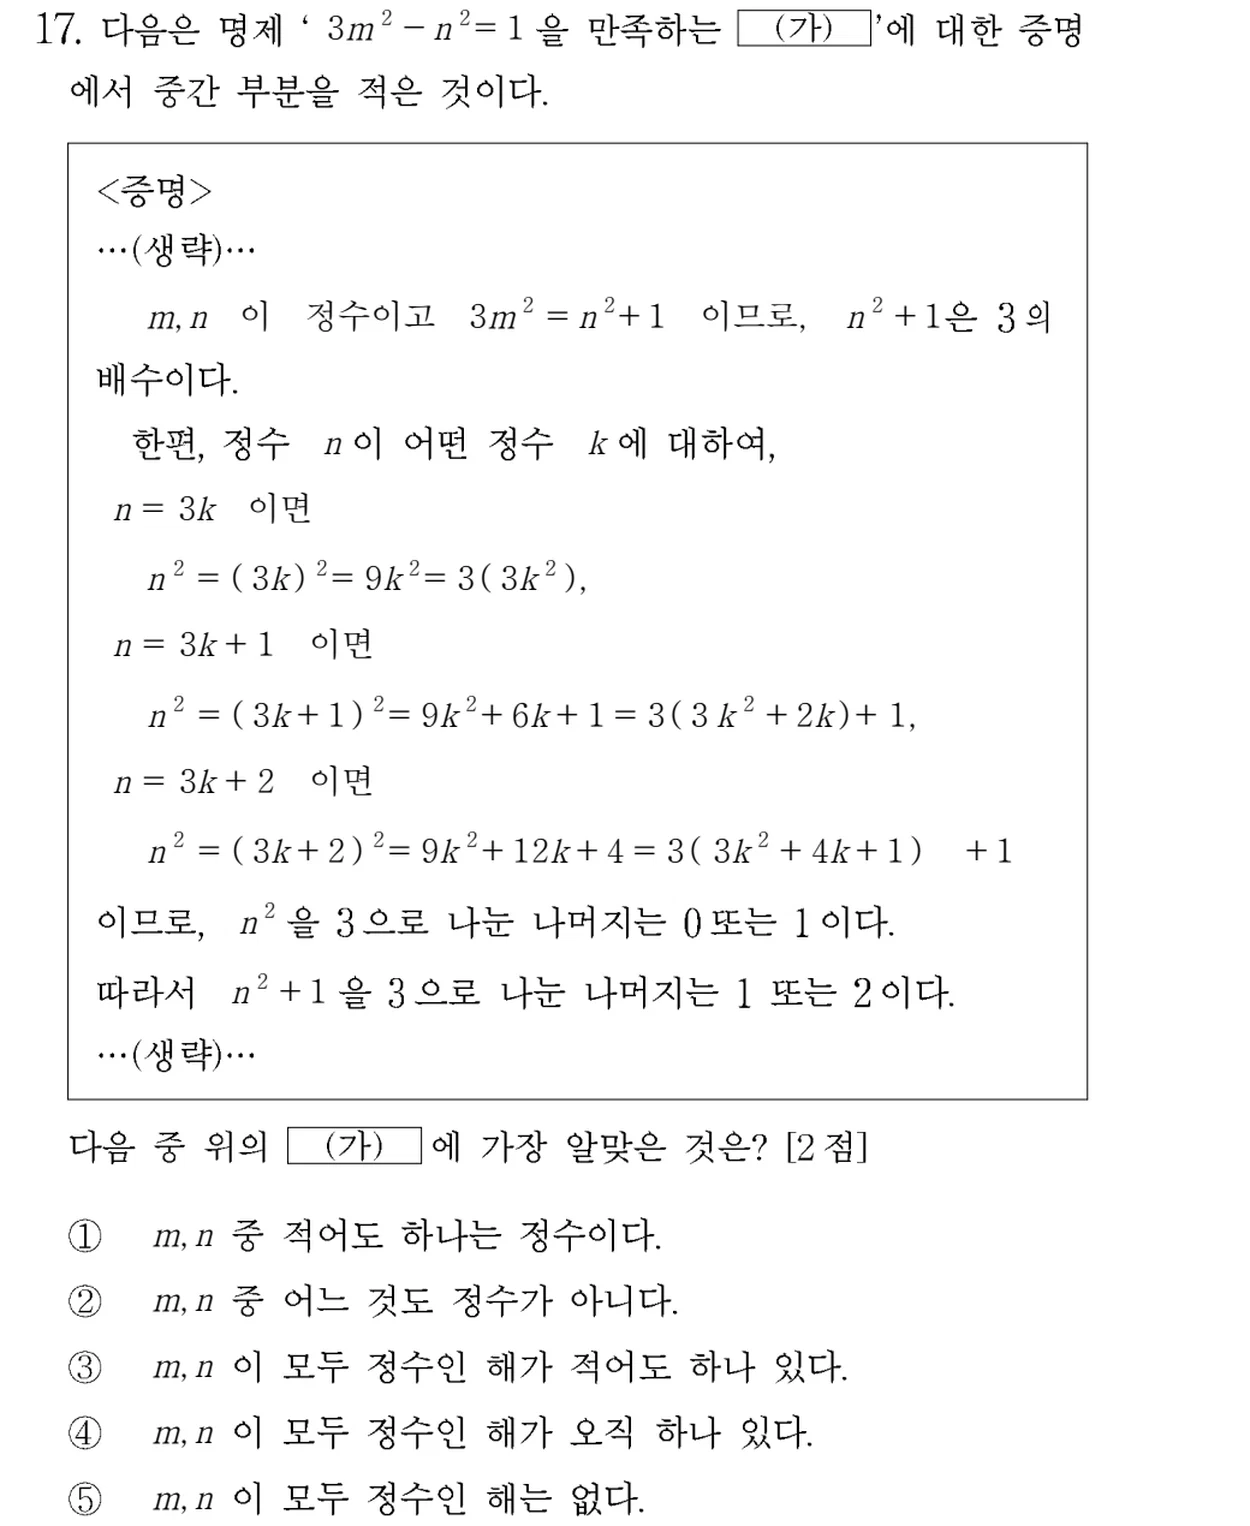 17. 다음은 명제 ‘ 3m² − n² = 1 을 만족하는 (가) ’에 대한 증명
에서 중간 부분을 적은 것이다.
<증명>
…(생략)…
m, n 이 정수이고 3m² = n² + 1 이므로, n² + 1은 3의
배수이다.
한편, 정수 n이 어떤 정수 k에 대하여,
n = 3k 이면
n² = ( 3k )² = 9k² = 3( 3k² ),
n = 3k + 1 이면
n² = ( 3k + 1 )² = 9k² + 6k + 1 = 3( 3k² + 2k ) + 1,
n = 3k + 2 이면
n² = ( 3k + 2 )² = 9k² + 12k + 4 = 3( 3k² + 4k + 1 ) + 1
이므로, n²을 3으로 나눈 나머지는 0또는 1이다.
따라서 n² + 1을 3으로 나눈 나머지는 1 또는 2이다.
…(생략)…
다음 중 위의 (가) 에 가장 알맞은 것은? [2점]
① m, n 중 적어도 하나는 정수이다.
② m, n 중 어느 것도 정수가 아니다.
③ m, n 이 모두 정수인 해가 적어도 하나 있다.
④ m, n 이 모두 정수인 해가 오직 하나 있다.
⑤ m, n 이 모두 정수인 해는 없다.